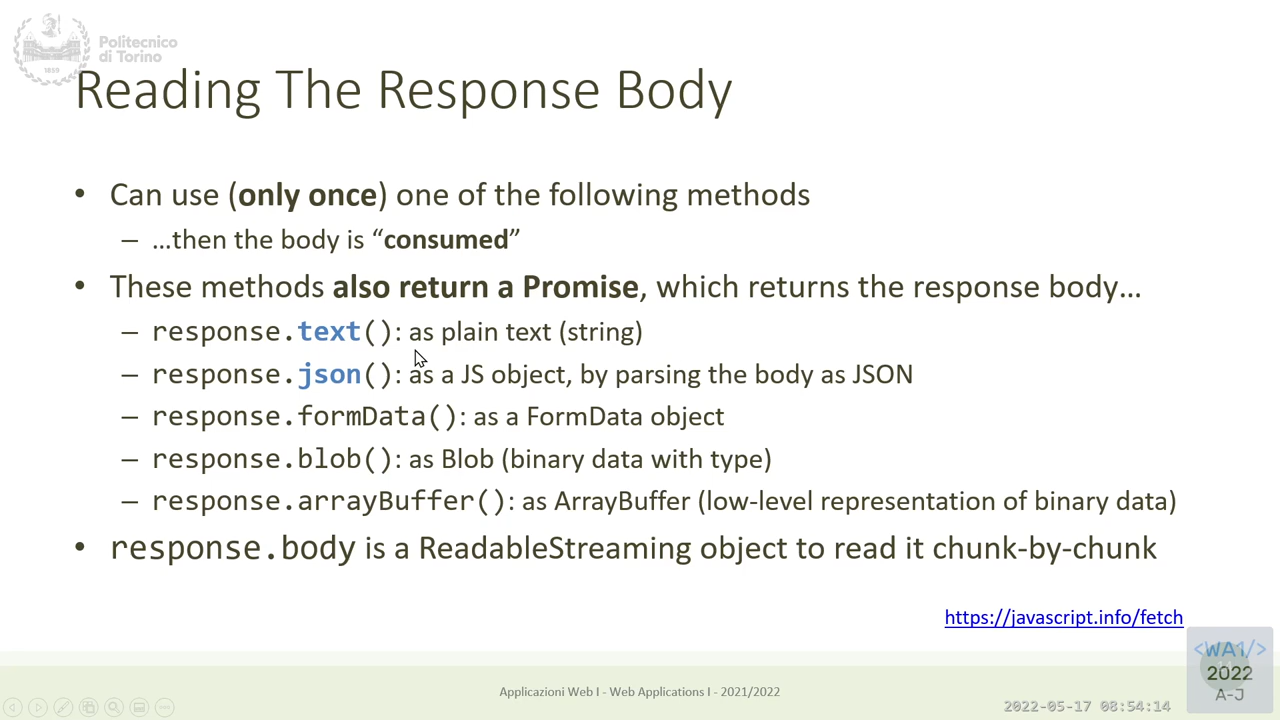 Politecnico
di Torino
1859
Reading The Response Body
• Can use (only once) one of the following methods
– …then the body is “consumed”
• These methods also return a Promise, which returns the response body…
– response.text(): as plain text (string)
– response.json(): as a JS object, by parsing the body as JSON
– response.formData(): as a FormData object
– response.blob(): as Blob (binary data with type)
– response.arrayBuffer(): as ArrayBuffer (low-level representation of binary data)
• response.body is a ReadableStreaming object to read it chunk-by-chunk
https://javascript.info/fetch
<WA1/>
2022
A-J
Applicazioni Web I - Web Applications I - 2021/2022
2022-05-17 08:54:14